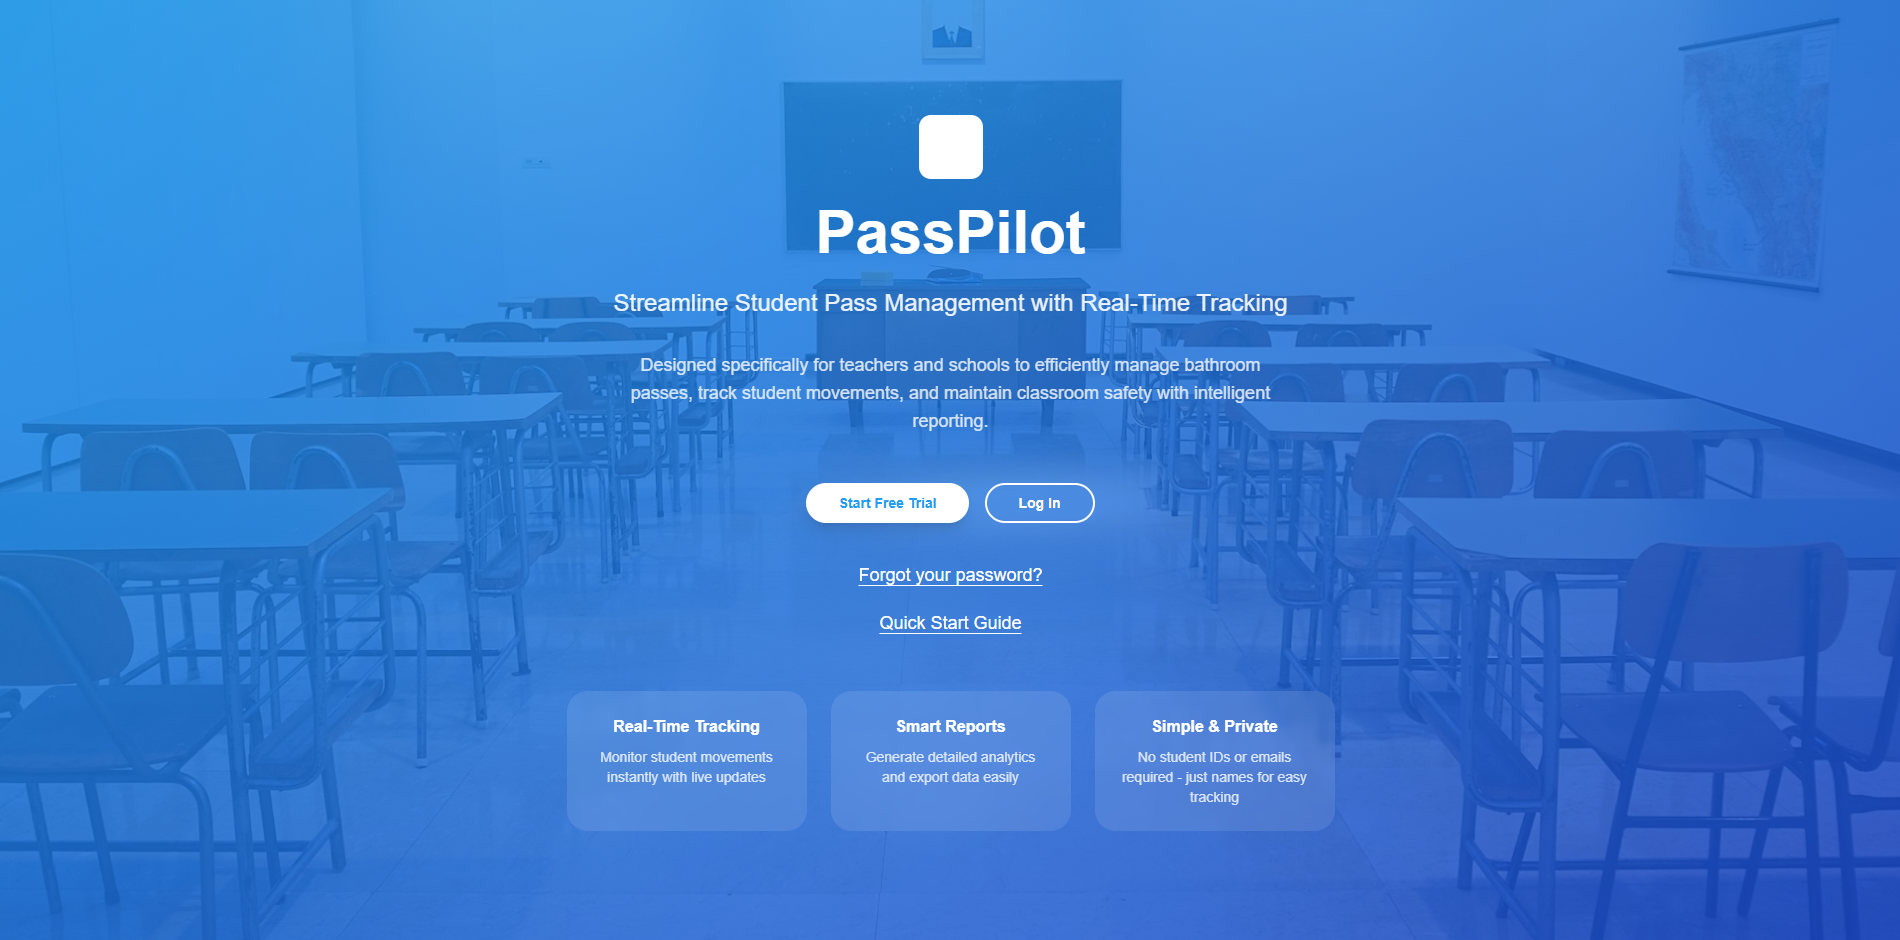 PassPilot
Streamline Student Pass Management with Real-Time Tracking
Designed specifically for teachers and schools to efficiently manage bathroom
passes, track student movements, and maintain classroom safety with intelligent
reporting.
Start Free Trial
Log In
Forgot your password?
Quick Start Guide
Real-Time Tracking
Monitor student movements
instantly with live updates
Smart Reports
Generate detailed analytics
and export data easily
Simple & Private
No student IDs or emails
required - just names for easy
tracking